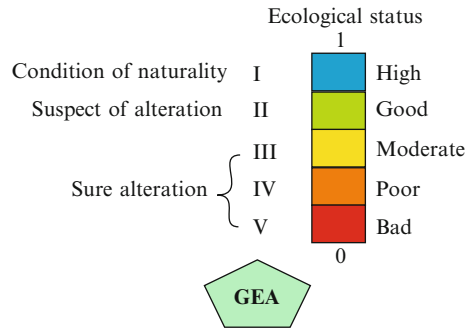 Ecological status
1
Condition of naturality I High
Suspect of alteration II Good
III Moderate
Sure alteration IV Poor
V Bad
0
GEA